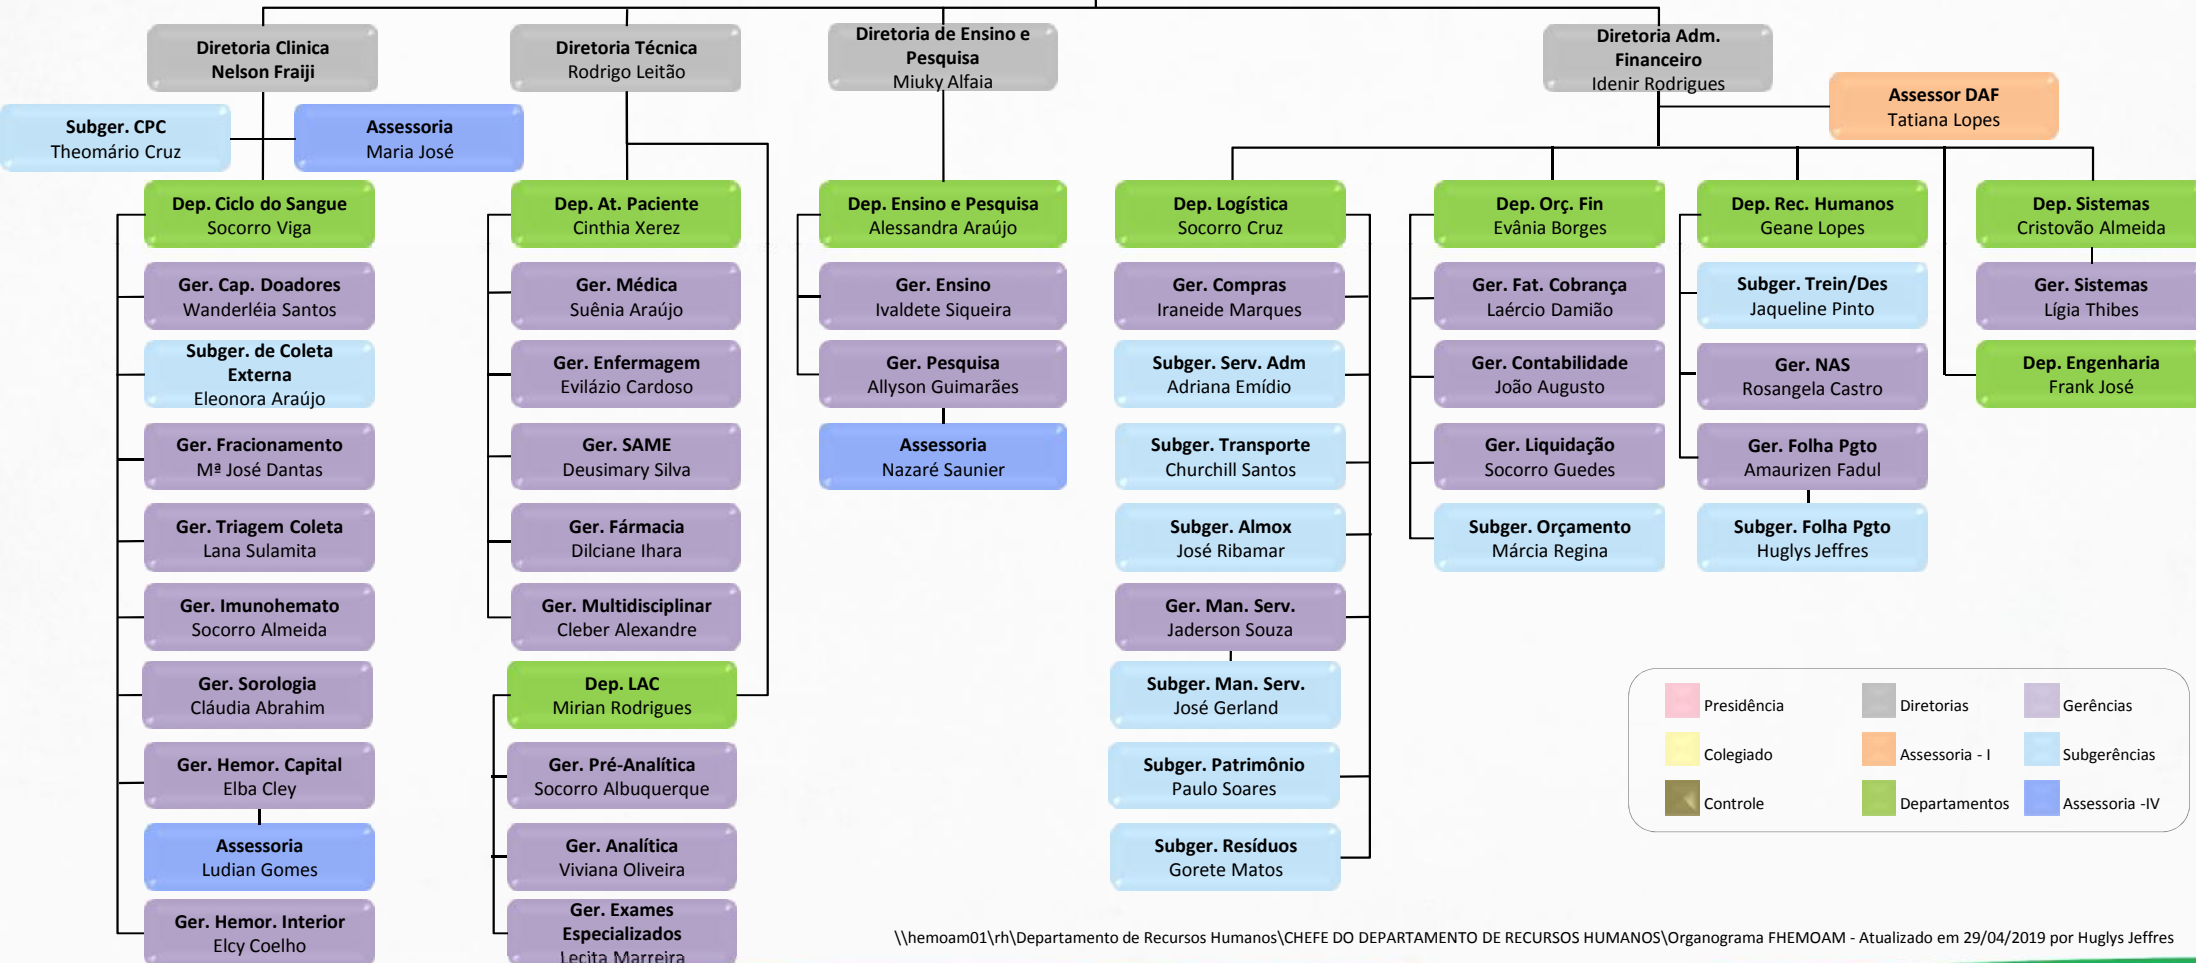 Diretoria Clinica
Nelson Fraiji
Subger. CPC
Theomário Cruz
Assessoria
Maria José
Dep. Ciclo do Sangue
Socorro Viga
Ger. Cap. Doadores
Wanderléia Santos
Subger. de Coleta
Externa
Eleonora Araújo
Ger. Fracionamento
Mª José Dantas
Ger. Triagem Coleta
Lana Sulamita
Ger. Imunohemato
Socorro Almeida
Ger. Sorologia
Cláudia Abrahim
Ger. Hemor. Capital
Elba Cley
Assessoria
Ludian Gomes
Ger. Hemor. Interior
Elcy Coelho
Diretoria Técnica
Rodrigo Leitão
Dep. At. Paciente
Cinthia Xerez
Ger. Médica
Suênia Araújo
Ger. Enfermagem
Evilázio Cardoso
Ger. SAME
Deusimary Silva
Ger. Fármacia
Dilciane Ihara
Ger. Multidisciplinar
Cleber Alexandre
Dep. LAC
Mirian Rodrigues
Ger. Pré-Analítica
Socorro Albuquerque
Ger. Analítica
Viviana Oliveira
Ger. Exames
Especializados
Lecita Marreira
Diretoria de Ensino e
Pesquisa
Miuky Alfaia
Dep. Ensino e Pesquisa
Alessandra Araújo
Ger. Ensino
Ivaldete Siqueira
Ger. Pesquisa
Allyson Guimarães
Assessoria
Nazaré Saunier
Diretoria Adm.
Financeiro
Idenir Rodrigues
Assessor DAF
Tatiana Lopes
Dep. Logística
Socorro Cruz
Ger. Compras
Iraneide Marques
Subger. Serv. Adm
Adriana Emídio
Subger. Transporte
Churchill Santos
Subger. Almox
José Ribamar
Ger. Man. Serv.
Jaderson Souza
Subger. Man. Serv.
José Gerland
Subger. Patrimônio
Paulo Soares
Subger. Resíduos
Gorete Matos
Dep. Orç. Fin
Evânia Borges
Ger. Fat. Cobrança
Laércio Damião
Ger. Contabilidade
João Augusto
Ger. Liquidação
Socorro Guedes
Subger. Orçamento
Márcia Regina
Dep. Rec. Humanos
Geane Lopes
Subger. Trein/Des
Jaqueline Pinto
Ger. NAS
Rosangela Castro
Ger. Folha Pgto
Amaurizen Fadul
Subger. Folha Pgto
Huglys Jeffres
Dep. Sistemas
Cristovão Almeida
Ger. Sistemas
Lígia Thibes
Dep. Engenharia
Frank José
Presidência
Diretorias
Gerências
Colegiado
Assessoria - I
Subgerências
Controle
Departamentos
Assessoria -IV
\\hemoam01\rh\Departamento de Recursos Humanos\CHEFE DO DEPARTAMENTO DE RECURSOS HUMANOS\Organograma FHEMOAM - Atualizado em 29/04/2019 por Huglys Jeffres